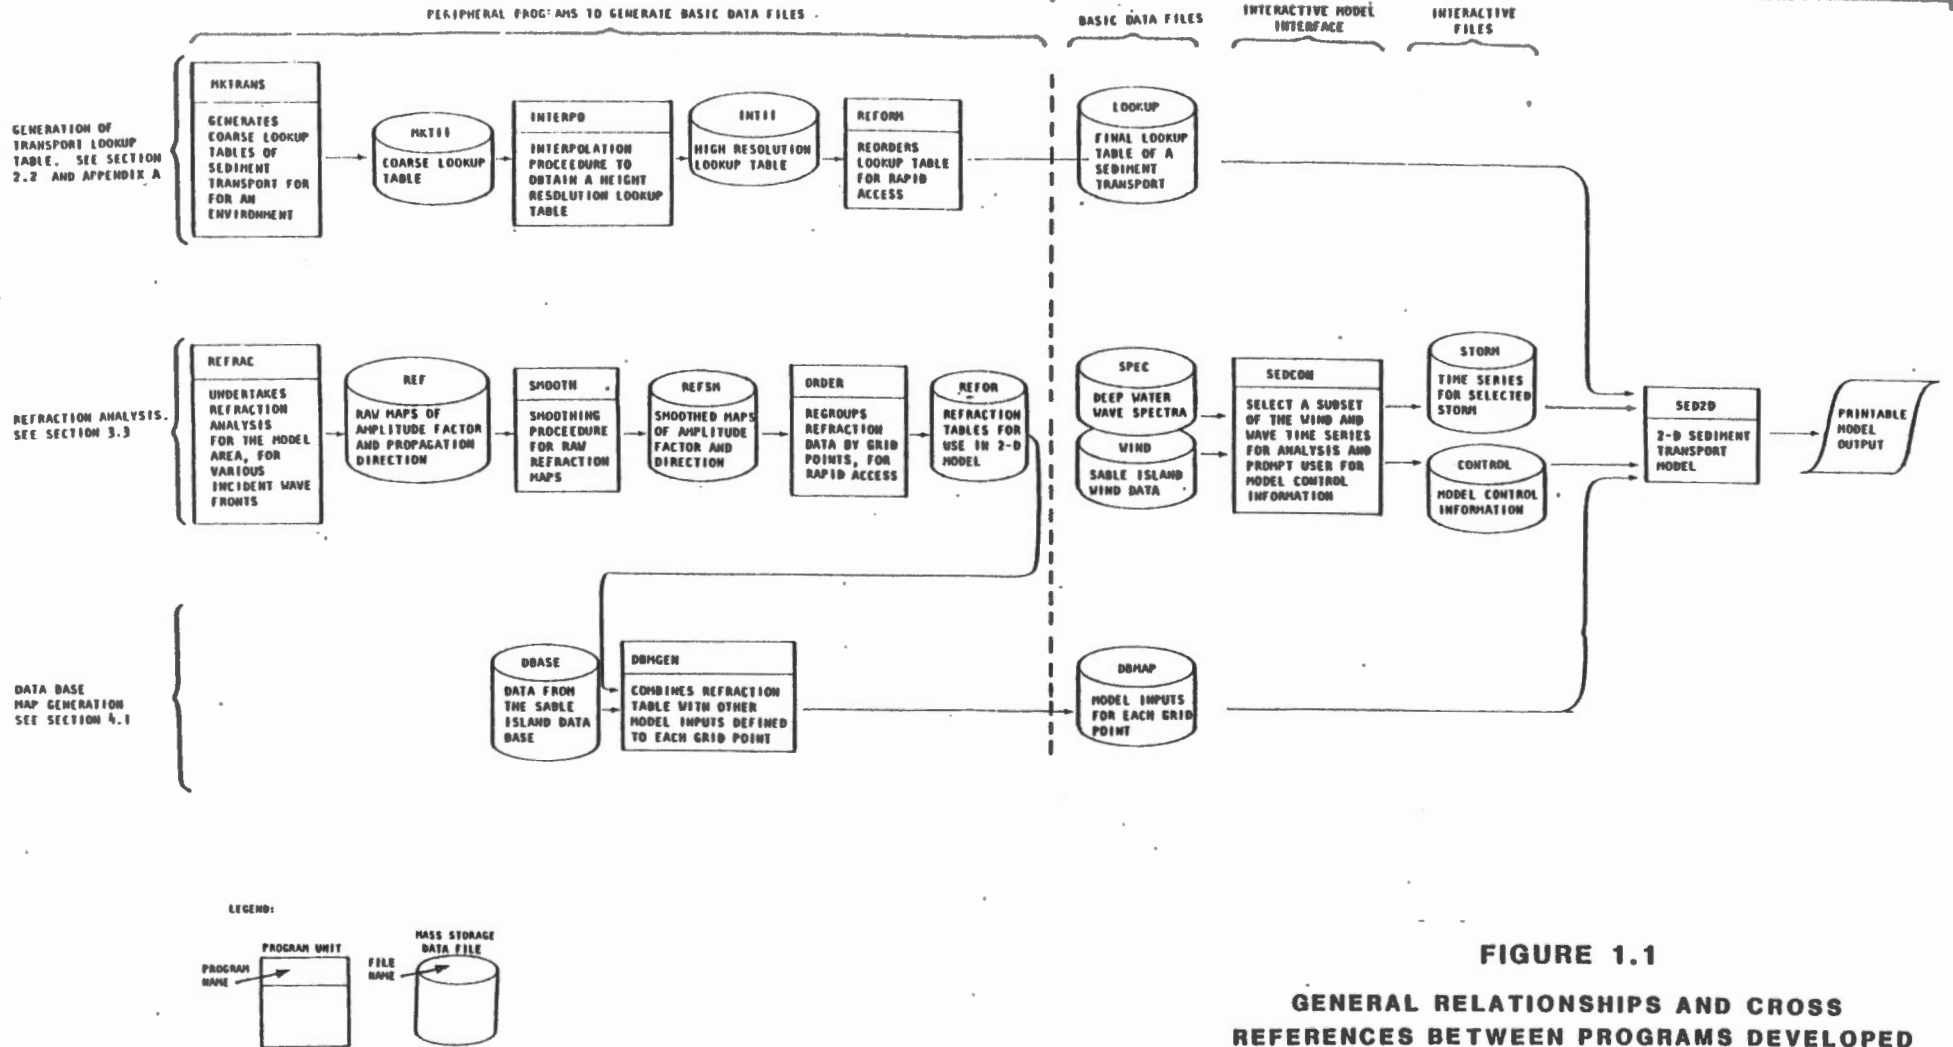 PERIPHERAL PROGRAMS TO GENERATE BASIC DATA FILES
BASIC DATA FILES
INTERACTIVE MODEL
INTERFACE
INTERACTIVE
FILES
GENERATION OF
TRANSPORT LOOKUP
TABLE. SEE SECTION
2.2 AND APPENDIX A
MKTRANS
GENERATES
COARSE LOOKUP
TABLES OF
SEDIMENT
TRANSPORT FOR
FOR AN
ENVIRONMENT
COARSE LOOKUP
TABLE
INTERPO
INTERPOLATION
PROCEEDURE TO
OBTAIN A HEIGHT
RESOLUTION LOOKUP
TABLE
HIGH RESOLUTION
LOOKUP TABLE
REFORM
REORDERS
LOOKUP TABLE
FOR RAPID
ACCESS
LOOKUP
FINAL LOOKUP
TABLE OF A
SEDIMENT
TRANSPORT
REFRACTION ANALYSIS.
SEE SECTION 3.3
REFRAC
UNDERTAKES
REFRACTION
ANALYSIS
FOR THE MODEL
AREA, FOR
VARIOUS
INCIDENT WAVE
FRONTS
REF
RAW MAPS OF
AMPLITUDE FACTOR
AND PROPAGATION
DIRECTION
SMOOTH
SMOOTHING
PROCEEDURE
FOR RAW
REFRACTION
MAPS
REFSM
SMOOTHED MAPS
OF AMPLITUDE
FACTOR AND
DIRECTION
ORDER
REGROUPS
REFRACTION
DATA BY GRID
POINTS, FOR
RAPID ACCESS
REFOR
REFRACTION
TABLES FOR
USE IN 2-D
MODEL
SPEC
DEEP WATER
WAVE SPECTRA
WIND
SABLE ISLAND
WIND DATA
SEDCON
SELECT A SUBSET
OF THE WIND AND
WAVE TIME SERIES
FOR ANALYSIS AND
PROMPT USER FOR
MODEL CONTROL
INFORMATION
STORM
TIME SERIES
FOR SELECTED
STORM
CONTROL
MODEL CONTROL
INFORMATION
SED2D
2-D SEDIMENT
TRANSPORT
MODEL
PRINTABLE
MODEL
OUTPUT
DATA BASE
MAP GENERATION
SEE SECTION 4.1
DBASE
DATA FROM
THE SABLE
ISLAND DATA
BASE
DBMGEN
COMBINES REFRACTION
TABLE WITH OTHER
MODEL INPUTS DEFINED
TO EACH GRID POINT
DBMAP
MODEL INPUTS
FOR EACH GRID
POINT
LEGEND:
PROGRAM UNIT
PROGRAM
NAME
MASS STORAGE
DATA FILE
FILE
NAME
FIGURE 1.1
GENERAL RELATIONSHIPS AND CROSS
REFERENCES BETWEEN PROGRAMS DEVELOPED